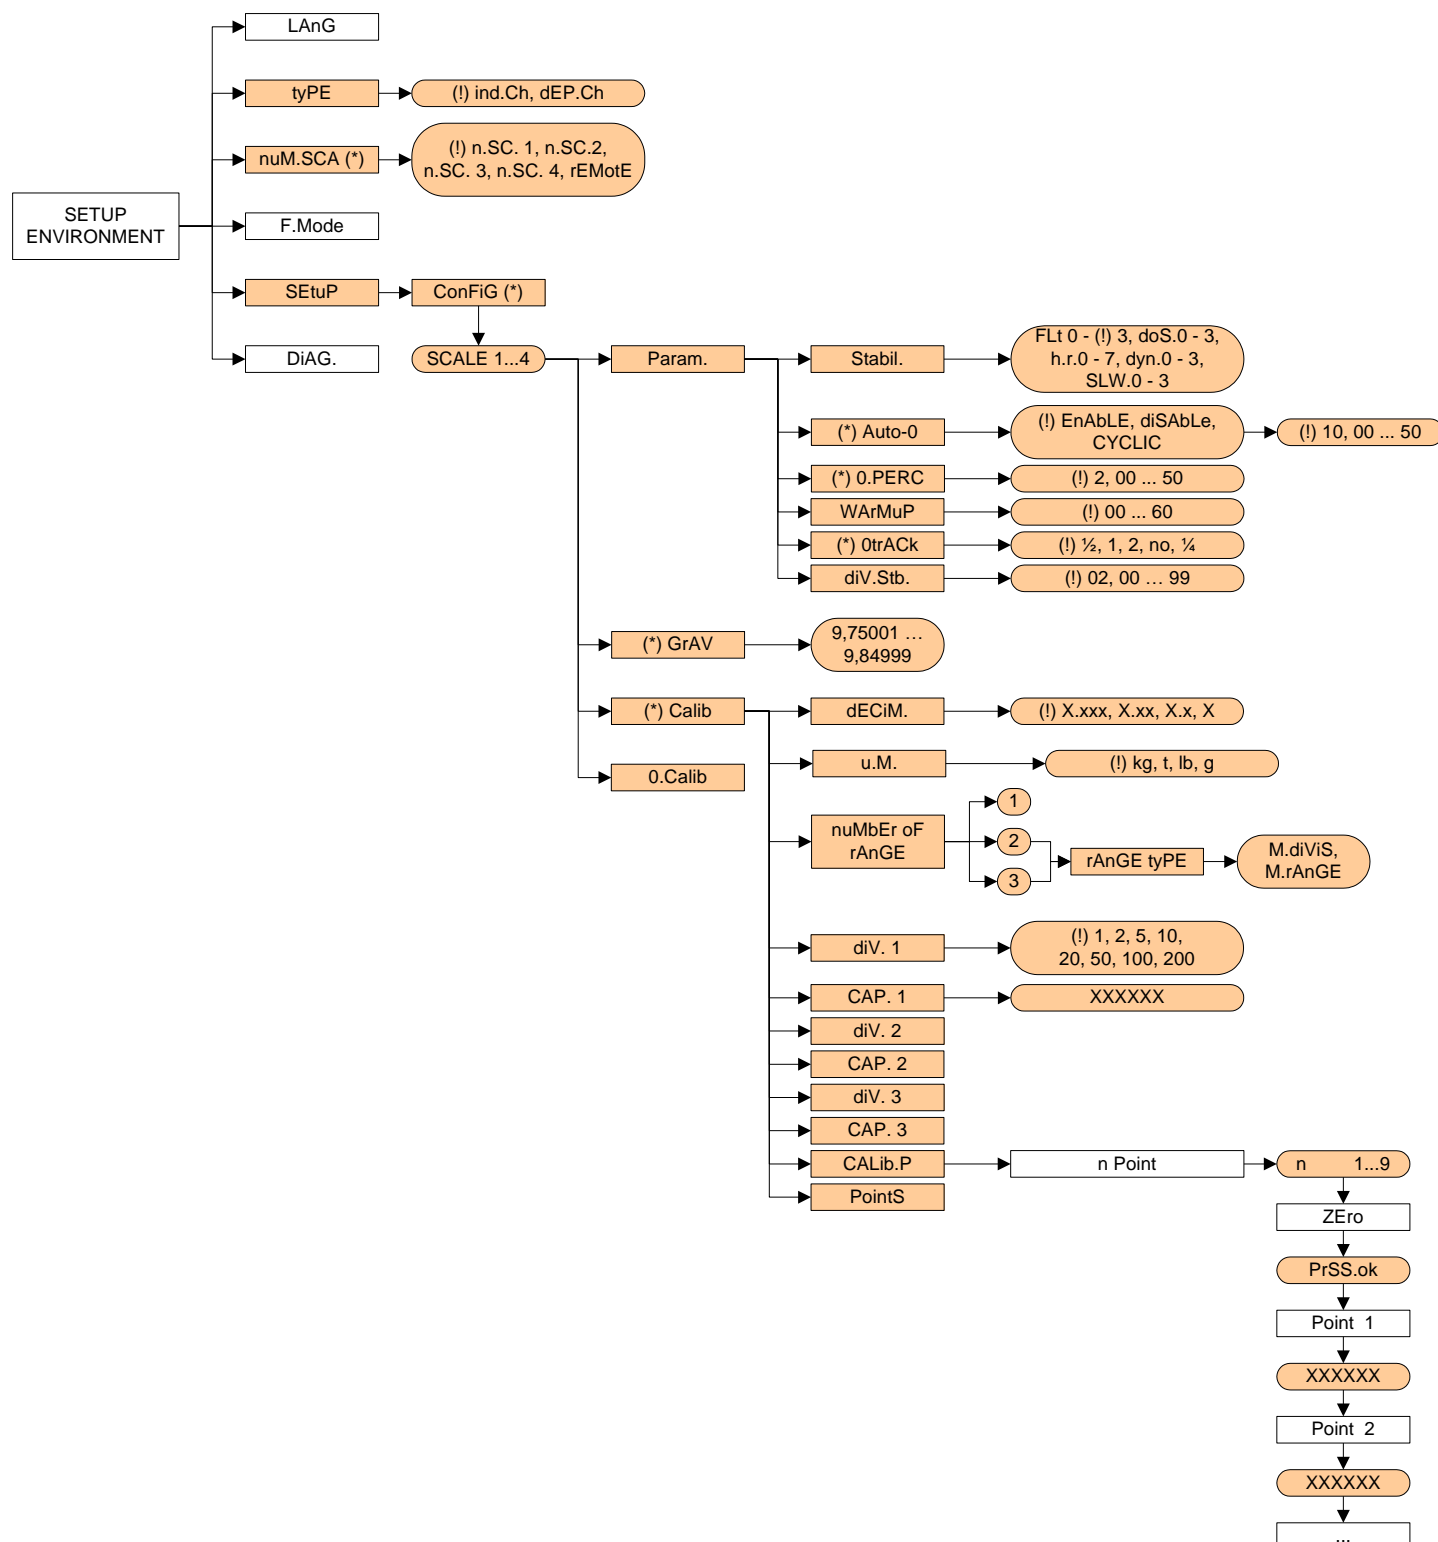 LAnG
tyPE
(!) ind.Ch, dEP.Ch
nuM.SCA (*)
(!) n.SC. 1, n.SC.2,
n.SC. 3, n.SC. 4, rEMotE
SETUP
ENVIRONMENT
F.Mode
SEtuP
ConFiG (*)
DiAG.
SCALE 1...4
Param.
Stabil.
FLt 0 - (!) 3, doS.0 - 3,
h.r.0 - 7, dyn.0 - 3,
SLW.0 - 3
(*) Auto-0
(!) EnAbLE, diSAbLe,
CYCLIC
(!) 10, 00 ... 50
(*) 0.PERC
(!) 2, 00 ... 50
WArMuP
(!) 00 ... 60
(*) 0trACk
(!) ½, 1, 2, no, ¼
diV.Stb.
(!) 02, 00 … 99
(*) GrAV
9,75001 …
9,84999
(*) Calib
dECiM.
(!) X.xxx, X.xx, X.x, X
0.Calib
u.M.
(!) kg, t, lb, g
nuMbEr oF
rAnGE
1
2
3
rAnGE tyPE
M.diViS,
M.rAnGE
diV. 1
(!) 1, 2, 5, 10,
20, 50, 100, 200
CAP. 1
XXXXXX
diV. 2
CAP. 2
diV. 3
CAP. 3
CALib.P
n Point
n 1...9
PointS
ZEro
PrSS.ok
Point 1
XXXXXX
Point 2
XXXXXX
...